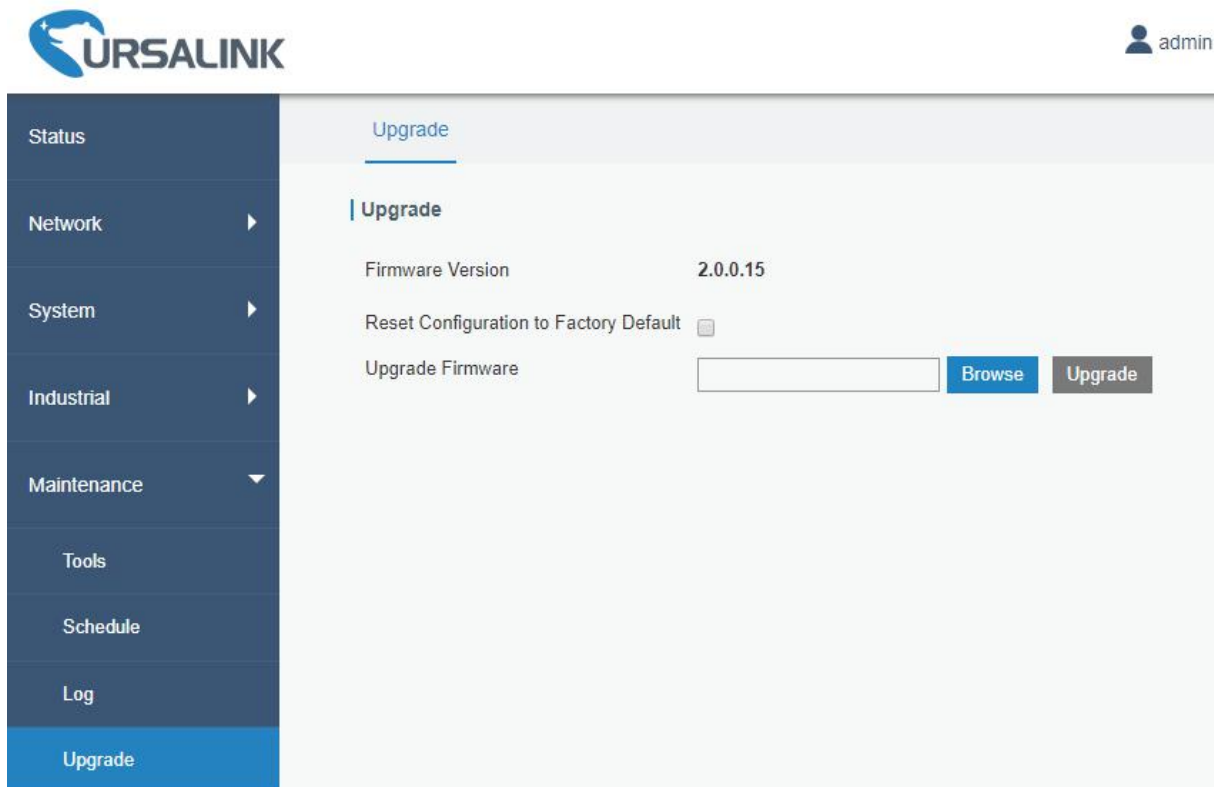 URSALINK
admin
Status
Network
System
Industrial
Maintenance
Tools
Schedule
Log
Upgrade
Upgrade
Upgrade
Firmware Version 2.0.0.15
Reset Configuration to Factory Default
Upgrade Firmware Browse Upgrade